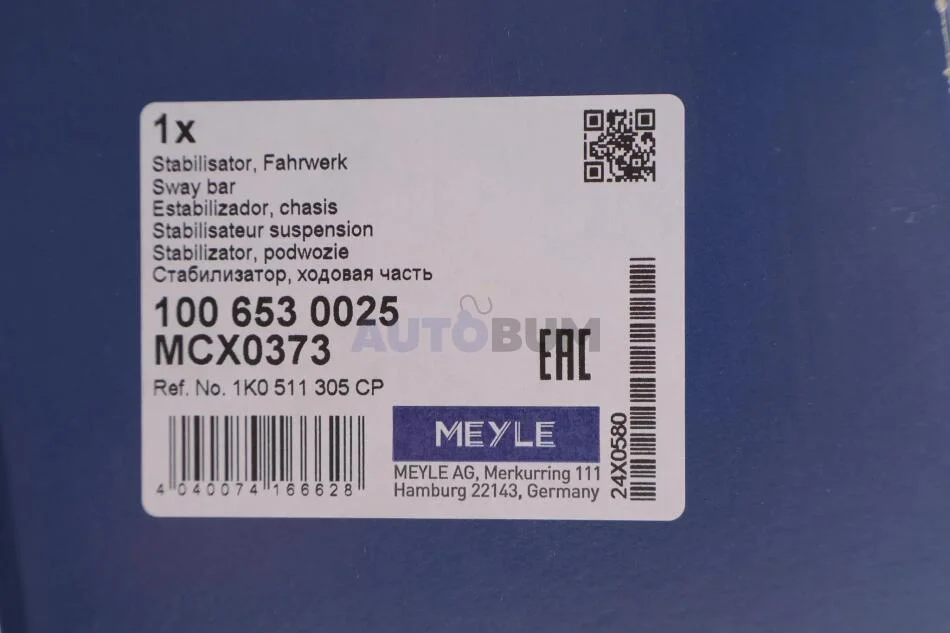 1x
Stabilisator, Fahrwerk
Sway bar
Estabilizador, chasis
Stabilisateur suspension
Stabilizator, podwozie
Стабилизатор, ходовая часть
100 653 0025
AUTOBUM
MCX0373
EAC
Ref. No. 1K0 511 305 CP
MEYLE
MEYLE AG, Merkurring 111
Hamburg 22143, Germany
4 040074 166628
24X0580